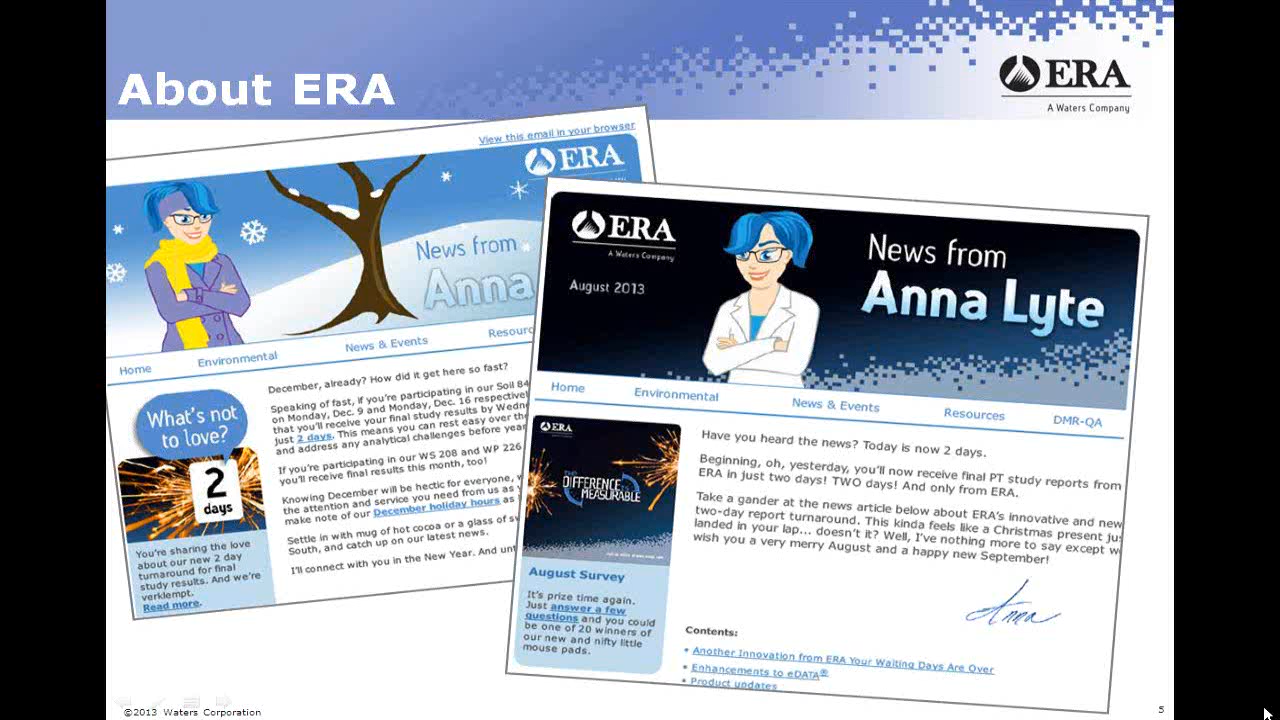 About ERA
ERA
A Waters Company
View this email in your browser
ERA
News from
Anna
Home
Environmental
News & Events
Resourc
What's not
to love?
2
days
You're sharing the love
about our new 2 day
turnaround for final
study results. And we're
verklempt.
Read more.
December, already? How did it get here so fast?
Speaking of fast, if you're participating in our Soil 84
on Monday, Dec. 9 and Monday, Dec. 16 respectivel
that you'll receive your final study results by Wedn
just 2 days. This means you can rest easy over the
and address any analytical challenges before year
If you're participating in our WS 208 and WP 226
you'll receive final results this month, too!
Knowing December will be hectic for everyone, w
the attention and service you need from us as
make note of our December holiday hours as
Settle in with mug of hot cocoa or a glass of sw
South, and catch up on our latest news.
I'll connect with you in the New Year. And unt
ERA
A Waters Company
August 2013
News from
Anna Lyte
Home
Environmental
News & Events
Resources
DMR-QA
ERA
THE
DIFFERENCE
MEASURABLE
August Survey
It's prize time again.
Just answer a few
questions and you could
be one of 20 winners of
our new and nifty little
mouse pads.
Have you heard the news? Today is now 2 days.
Beginning, oh, yesterday, you'll now receive final PT study reports from
ERA in just two days! TWO days! And only from ERA.
Take a gander at the news article below about ERA's innovative and new
two-day report turnaround. This kinda feels like a Christmas present jus
landed in your lap... doesn't it? Well, I've nothing more to say except we
wish you a very merry August and a happy new September!
Anna
Contents:
• Another Innovation from ERA Your Waiting Days Are Over
• Enhancements to eDATA®
• Product updates
©2013 Waters Corporation
5